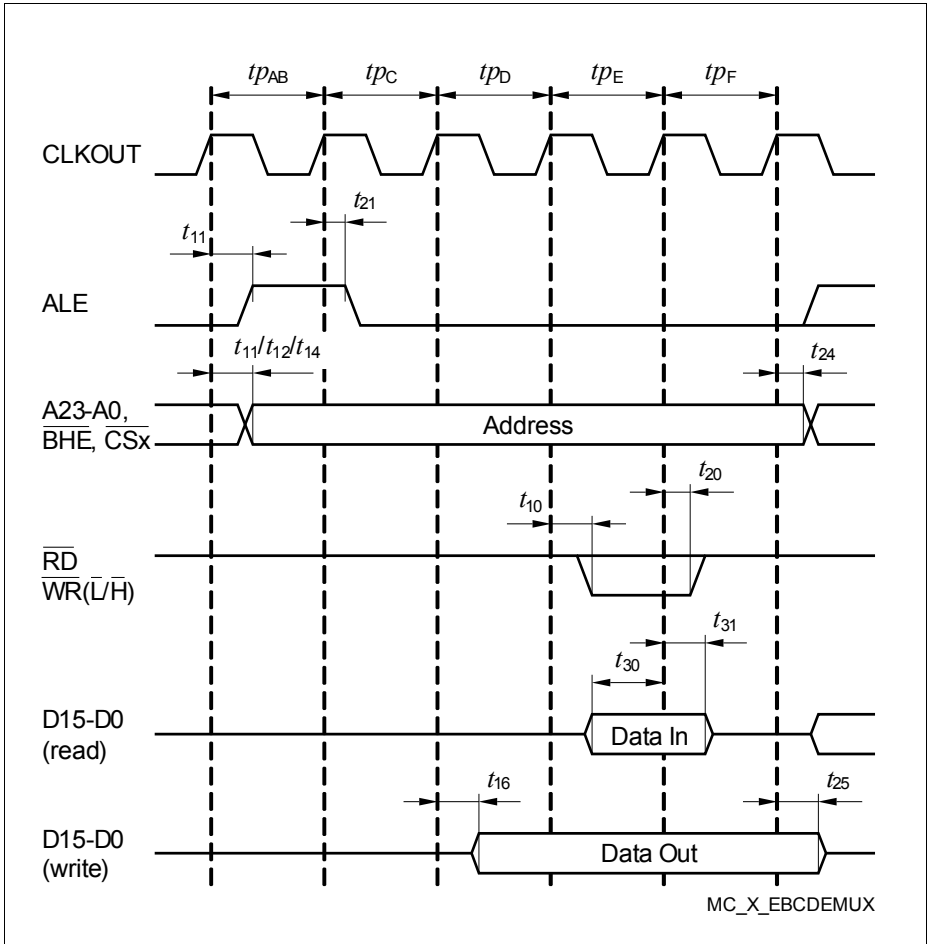 tpAB tpC tpD tpE tpF
CLKOUT
t21
t11
ALE
t11/t12/t14
t24
A23-A0,
BHE, CSx
Address
t20
t10
RD
WR(L/H)
t31
t30
D15-D0
(read)
Data In
t16
t25
D15-D0
(write)
Data Out
MC_X_EBCDEMUX